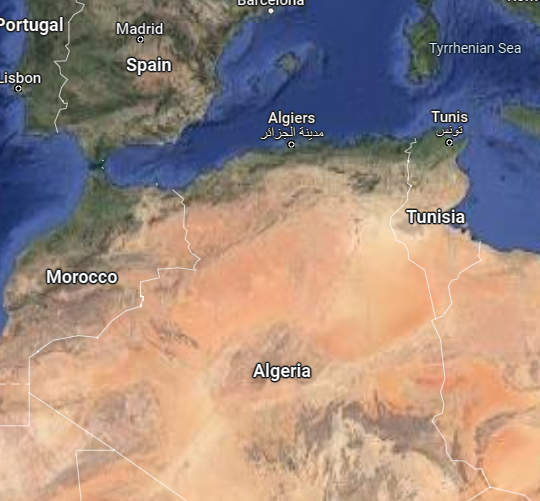 Barcelona
Portugal
Madrid
Tyrrhenian Sea
Spain
Lisbon
Algiers
مدينة الجزائر
Tunis
تونس
Tunisia
Morocco
Algeria